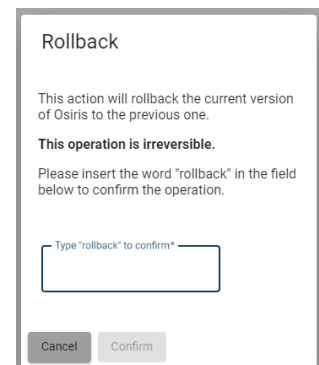 Rollback
This action will rollback the current version
of Osiris to the previous one.
This operation is irreversible.
Please insert the word "rollback" in the field
below to confirm the operation.
Type "rollback" to confirm*
Cancel Confirm